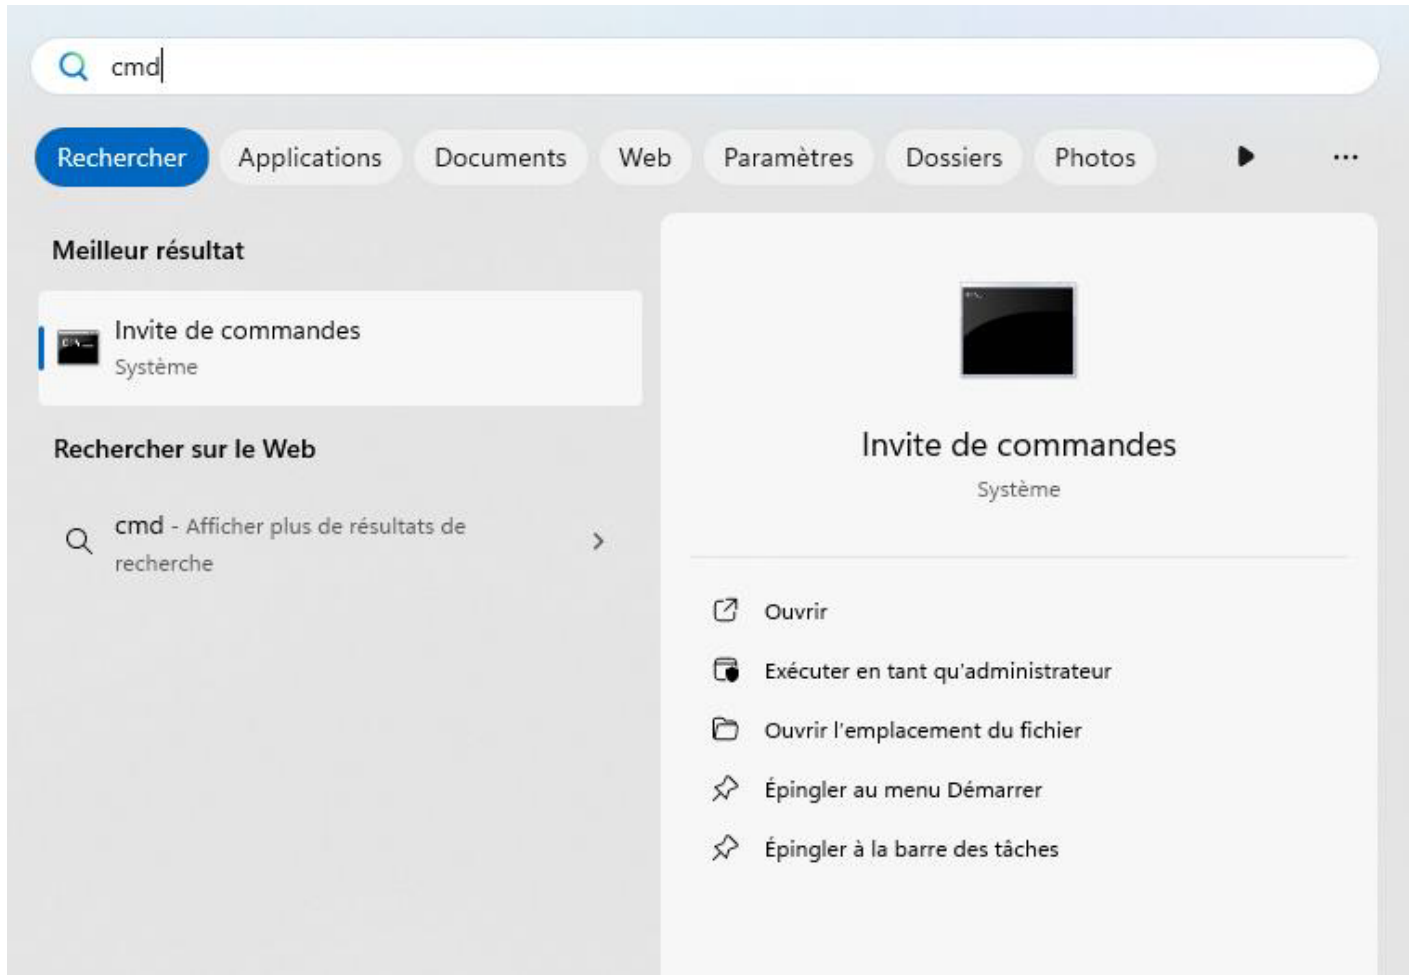 cmd
Rechercher
Applications
Documents
Web
Paramètres
Dossiers
Photos
Meilleur résultat
Invite de commandes
Système
Rechercher sur le Web
cmd - Afficher plus de résultats de
recherche
Invite de commandes
Système
Ouvrir
Exécuter en tant qu'administrateur
Ouvrir l'emplacement du fichier
Épingler au menu Démarrer
Épingler à la barre des tâches